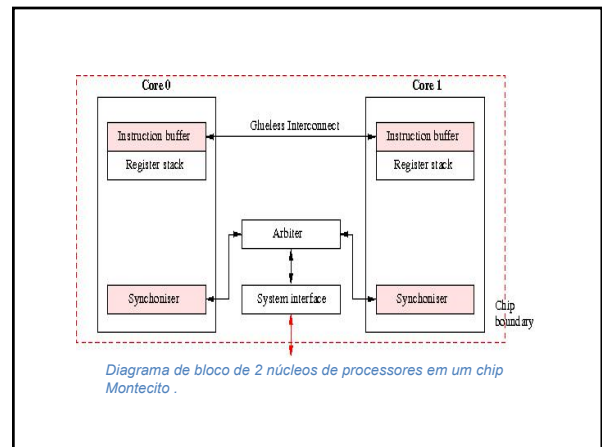 Core 0
Core 1
Instruction buffer
Glueless Interconnect
Instruction buffer
Register stack
Register stack
Arbiter
Synchoniser
System interface
Synchoniser
Chip
boundary
Diagrama de bloco de 2 núcleos de processores em um chip
Montecito .